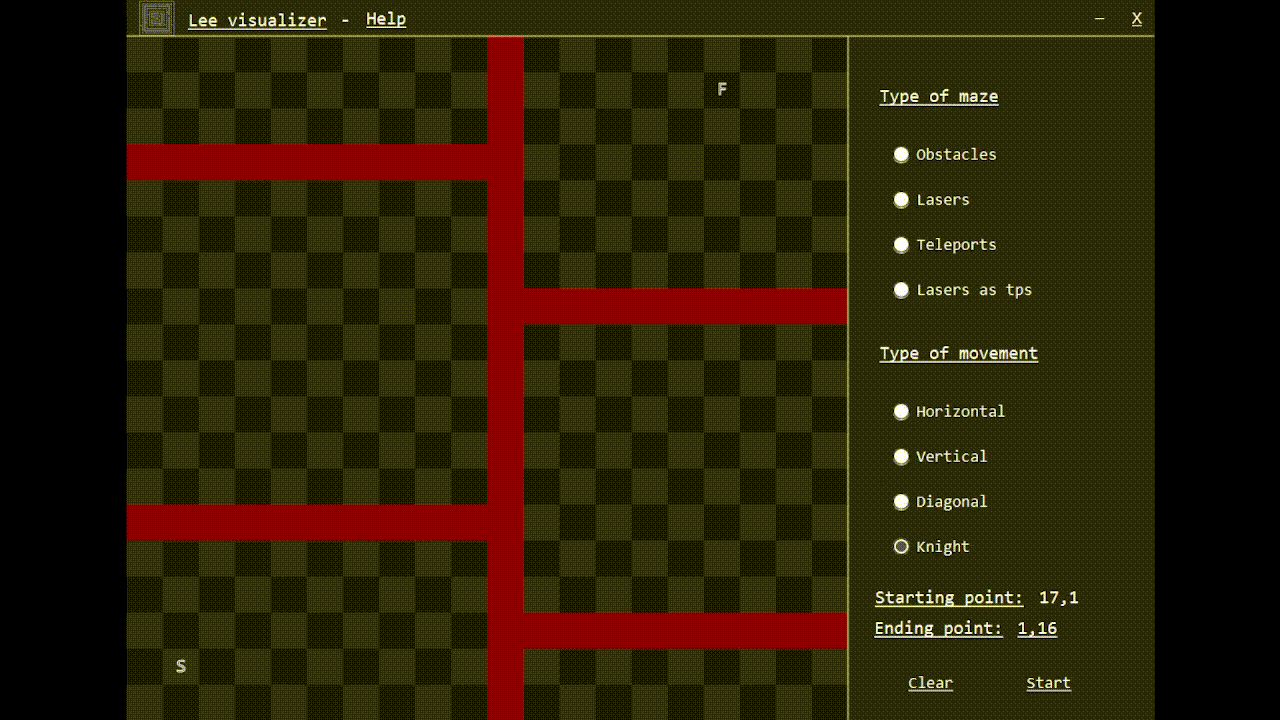 Lee visualizer - Help – X
F
Type of maze
Obstacles
Lasers
Teleports
Lasers as tps
Type of movement
Horizontal
Vertical
Diagonal
Knight
Starting point: 17,1
Ending point: 1,16
S
Clear Start